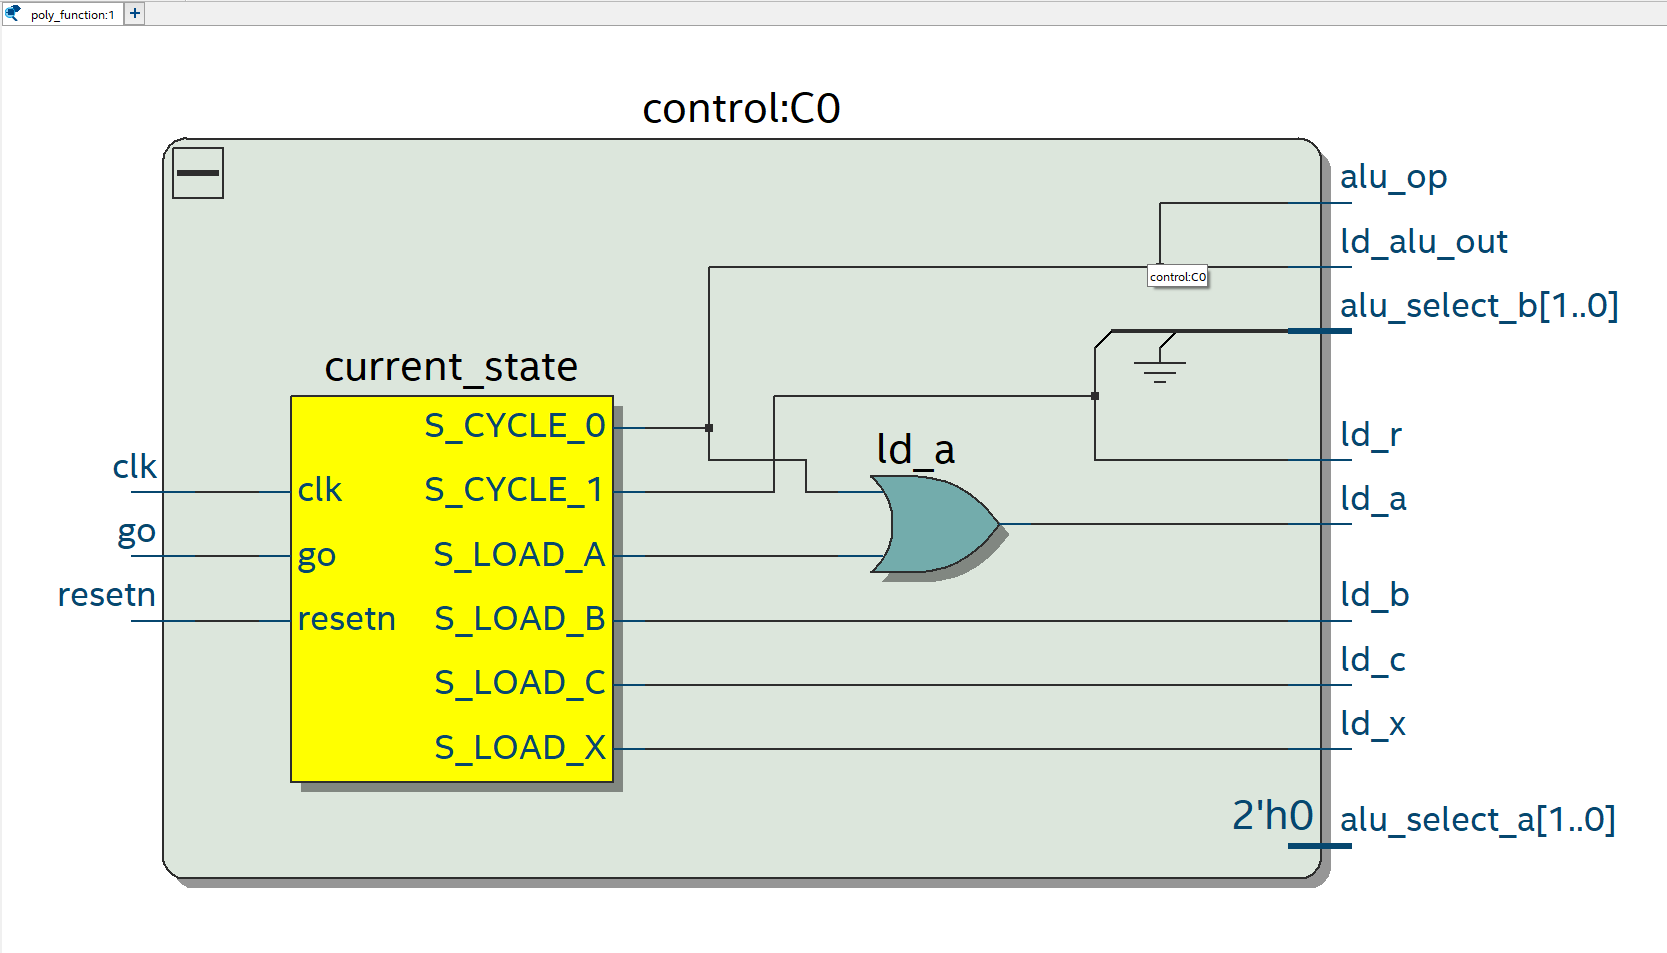 poly_function:1
control:C0
alu_op
ld_alu_out
control:C0
alu_select_b[1..0]
current_state
S_CYCLE_0
ld_r
ld_a
clk
clk
S_CYCLE_1
ld_a
go
go
S_LOAD_A
resetn
resetn
S_LOAD_B
ld_b
S_LOAD_C
ld_c
S_LOAD_X
ld_x
2'h0
alu_select_a[1..0]